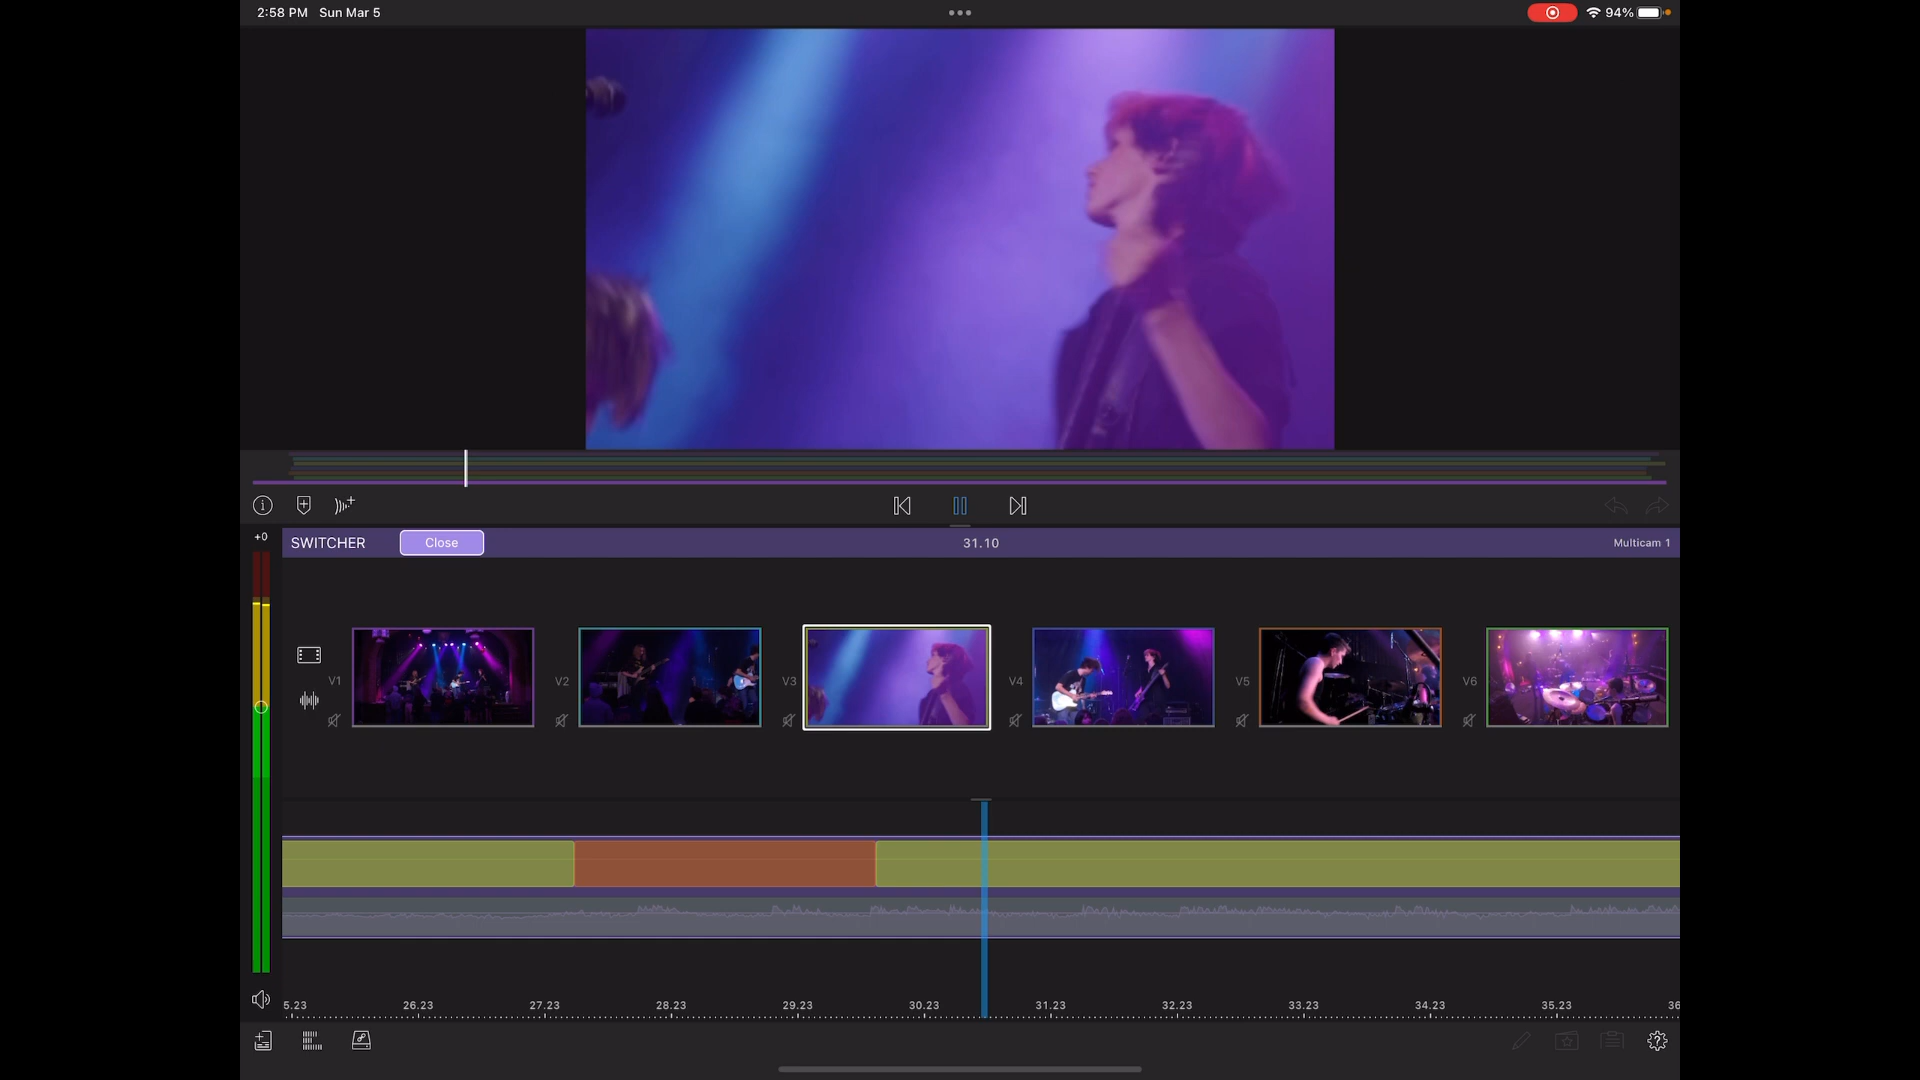 2:58 PM Sun Mar 5
94%
+0
SWITCHER
Close
31.10
Multicam 1
V1
V2
V3
V4
V5
V6
5.23
26.23
27.23
28.23
29.23
30.23
31.23
32.23
33.23
34.23
35.23
36